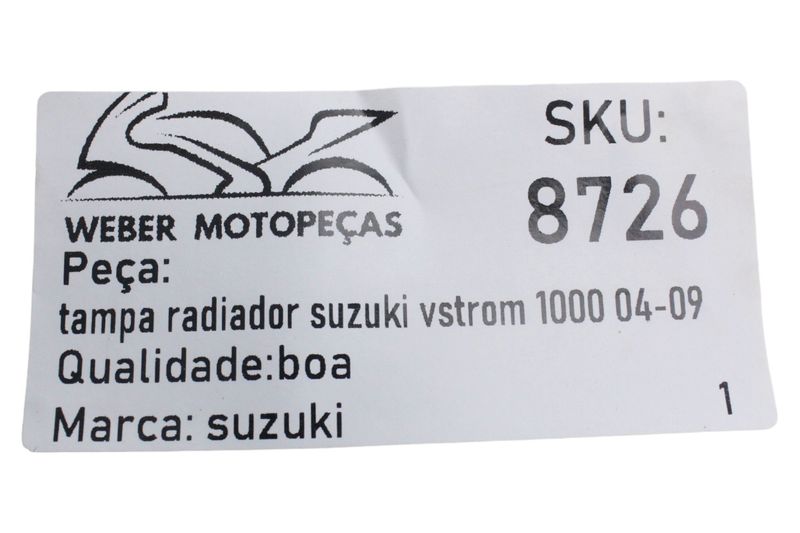 SKU:
8726
WEBER MOTOPEÇAS
Peça:
tampa radiador suzuki vstrom 1000 04-09
Qualidade:boa
Marca: suzuki
1